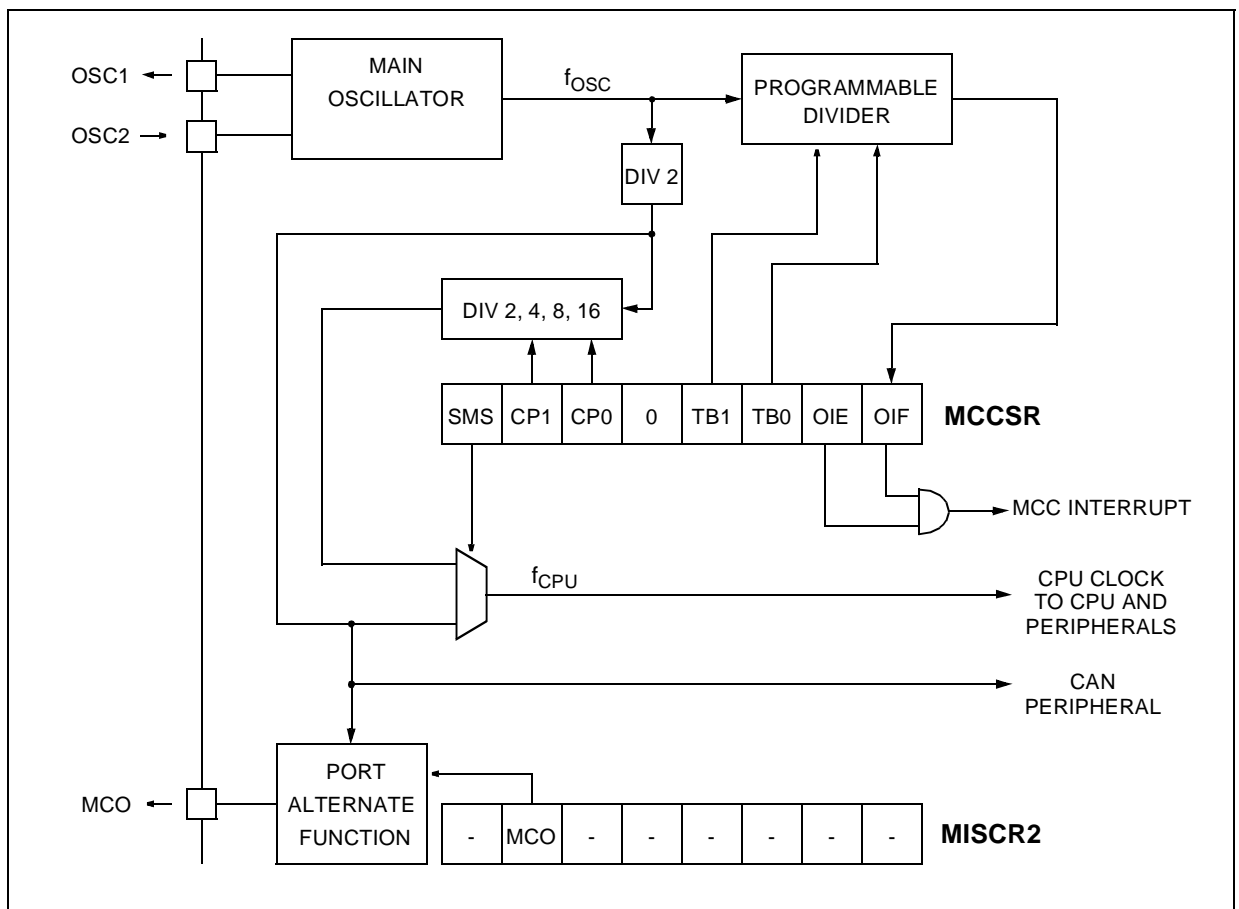 OSC1
OSC2
MAIN
OSCILLATOR
fOSC
PROGRAMMABLE
DIVIDER
DIV 2
DIV 2, 4, 8, 16
SMS CP1 CP0 0 TB1 TB0 OIE OIF
MCCSR
MCC INTERRUPT
fCPU
CPU CLOCK
TO CPU AND
PERIPHERALS
CAN
PERIPHERAL
MCO
PORT
ALTERNATE
FUNCTION
- MCO - - - - - -
MISCR2